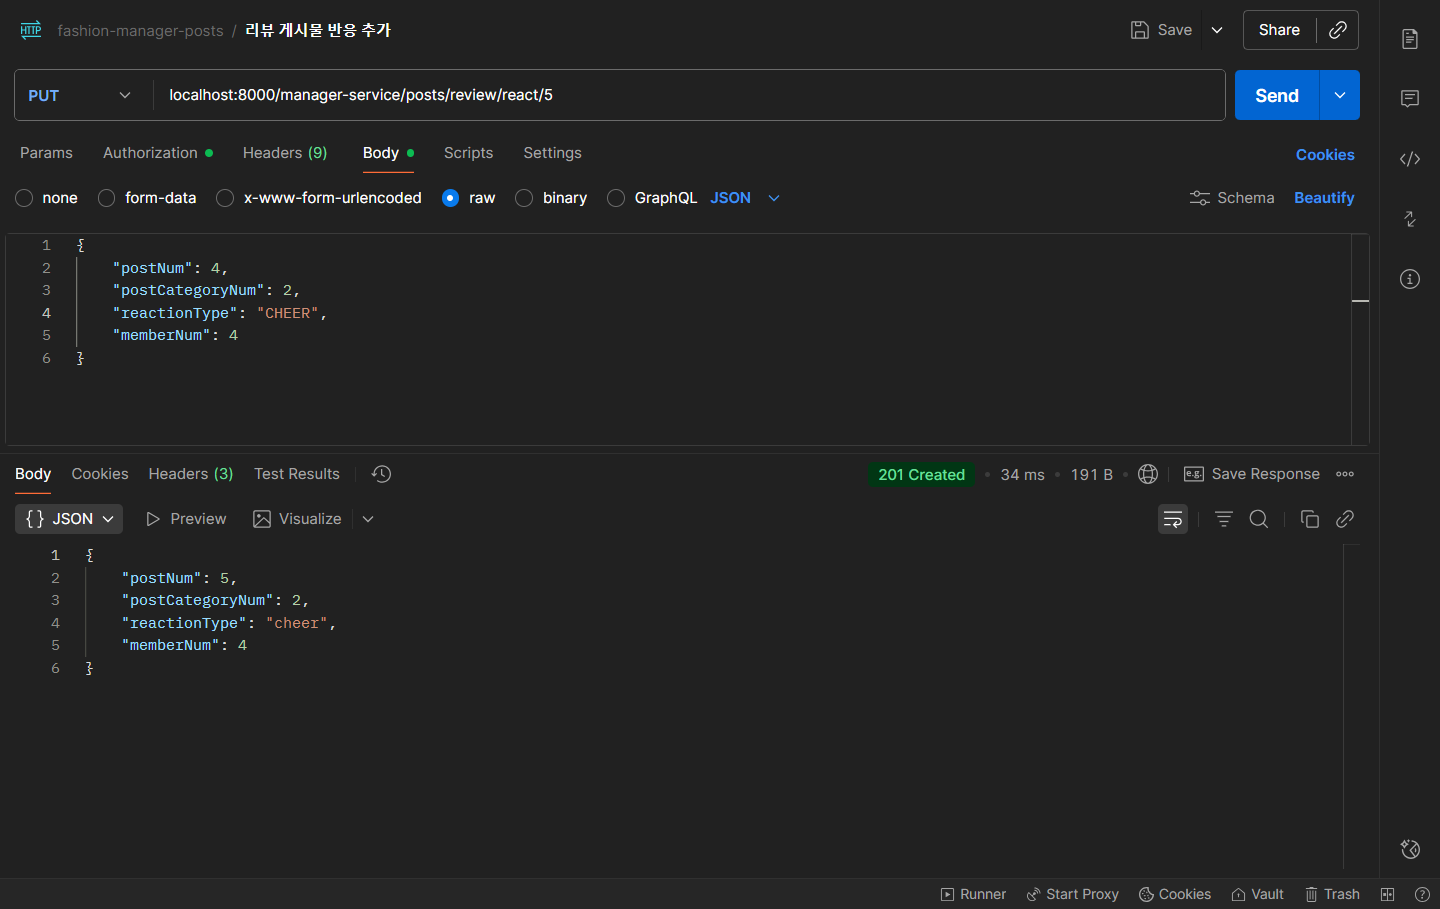 HTTP fashion-manager-posts / 리뷰 게시물 반응 추가 Save Share
PUT localhost:8000/manager-service/posts/review/react/5 Send
Params Authorization Headers (9) Body Scripts Settings Cookies
none form-data x-www-form-urlencoded raw binary GraphQL JSON Schema Beautify
1 {
2 "postNum": 4,
3 "postCategoryNum": 2,
4 "reactionType": "CHEER",
5 "memberNum": 4
6 }
Body Cookies Headers (3) Test Results 201 Created • 34 ms • 191 B • e.g. Save Response
{} JSON Preview Visualize
1 {
2 "postNum": 5,
3 "postCategoryNum": 2,
4 "reactionType": "cheer",
5 "memberNum": 4
6 }
Runner Start Proxy Cookies Vault Trash